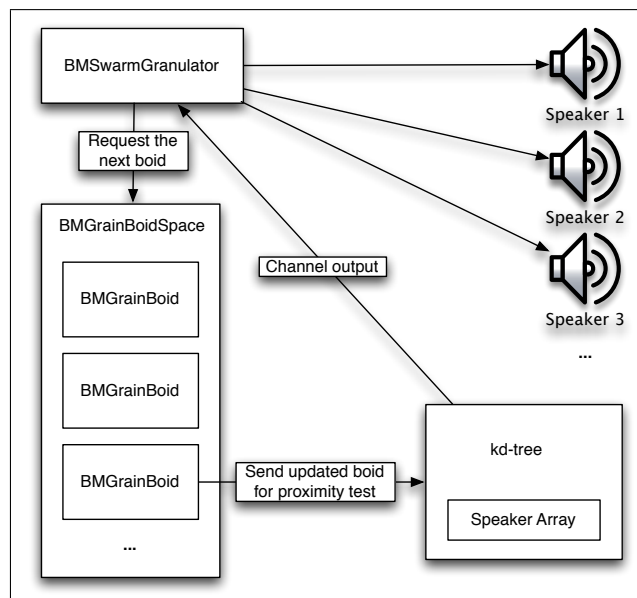 BMSwarmGranulator
Speaker 1
Request the
next boid
Speaker 2
BMGrainBoidSpace
Channel output
BMGrainBoid
Speaker 3
...
BMGrainBoid
kd-tree
BMGrainBoid
Send updated boid
for proximity test
Speaker Array
...